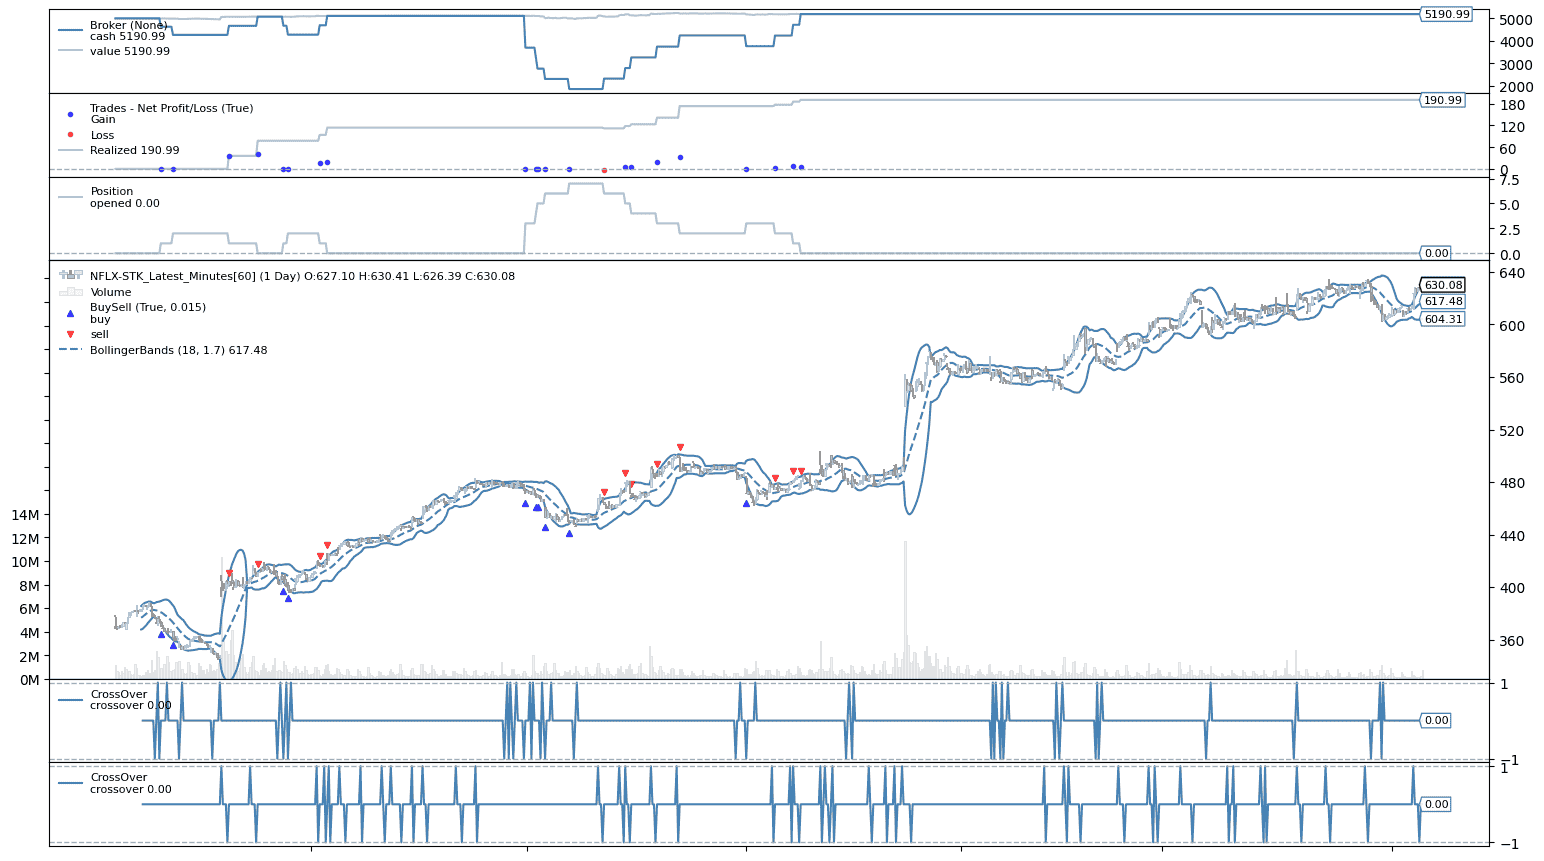 Broker (None)
cash 5190.99
value 5190.99
5190.99
5000
4000
3000
2000
Trades - Net Profit/Loss (True)
Gain
Loss
Realized 190.99
190.99
180
120
60
0
Position
opened 0.00
7.5
5.0
2.5
0.0
0.00
NFLX-STK_Latest_Minutes[60] (1 Day) O:627.10 H:630.41 L:626.39 C:630.08
Volume
BuySell (True, 0.015)
buy
sell
BollingerBands (18, 1.7) 617.48
630.08
617.48
604.31
640
600
560
520
480
440
400
360
14M
12M
10M
8M
6M
4M
2M
0M
CrossOver
crossover 0.00
1
0.00
−1
CrossOver
crossover 0.00
1
0.00
−1